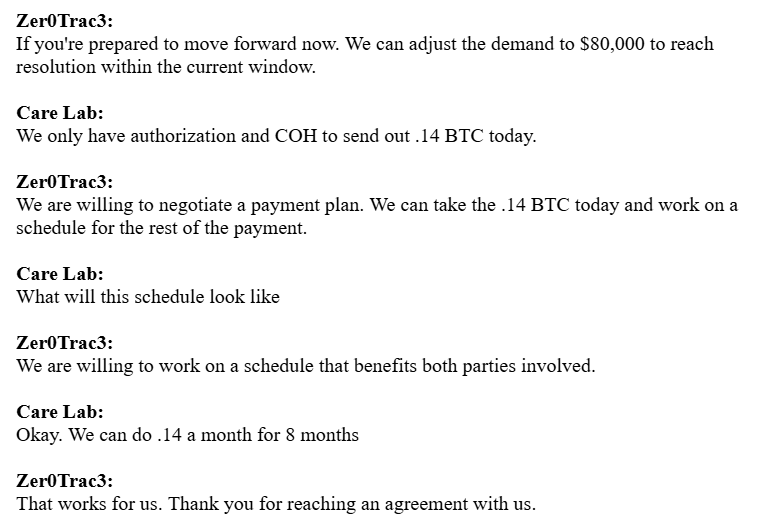 Zer0Trac3:
If you're prepared to move forward now. We can adjust the demand to $80,000 to reach
resolution within the current window.
Care Lab:
We only have authorization and COH to send out .14 BTC today.
Zer0Trac3:
We are willing to negotiate a payment plan. We can take the .14 BTC today and work on a
schedule for the rest of the payment.
Care Lab:
What will this schedule look like
Zer0Trac3:
We are willing to work on a schedule that benefits both parties involved.
Care Lab:
Okay. We can do .14 a month for 8 months
Zer0Trac3:
That works for us. Thank you for reaching an agreement with us.